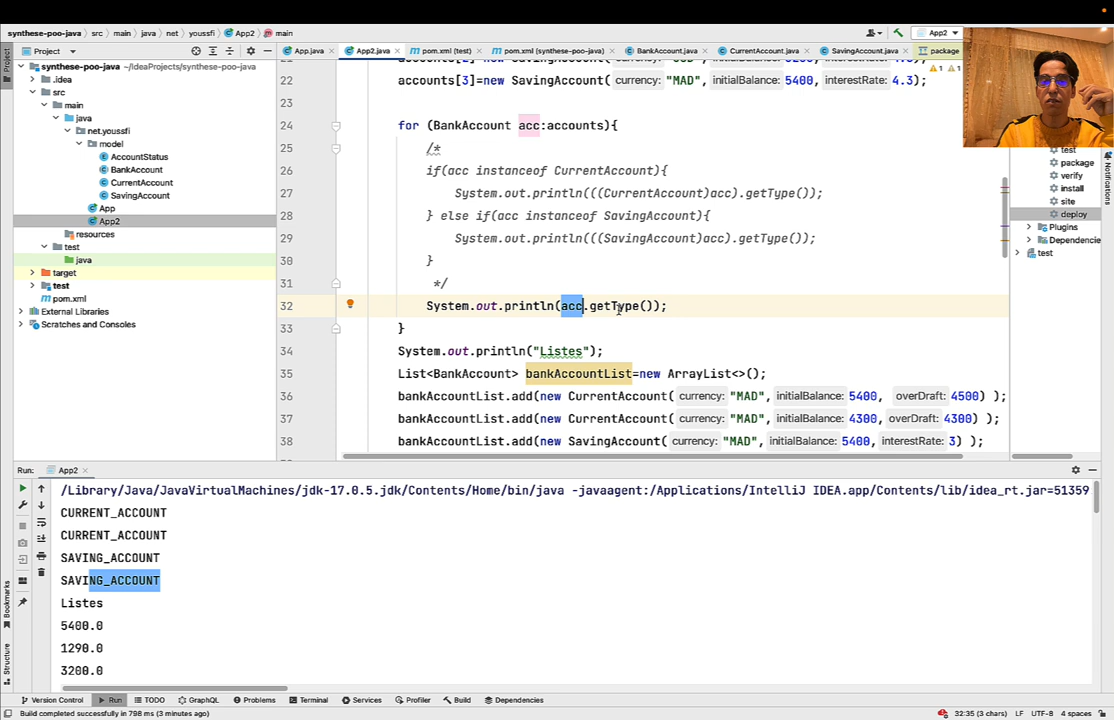 synthese-poo-java > src > main > java > net > youssfi > App2 > main
App2
Project
App.java
App2.java
pom.xml (test)
pom.xml (synthese-poo-java)
BankAccount.java
CurrentAccount.java
SavingAccount.java
package
synthese-poo-java ~/IdeaProjects/synthese-poo-java
.idea
src
main
java
net.youssfi
model
AccountStatus
BankAccount
CurrentAccount
SavingAccount
App
App2
resources
test
java
target
test
pom.xml
External Libraries
Scratches and Consoles
22 accounts[3]=new SavingAccount( currency: "MAD", initialBalance: 5400, interestRate: 4.3);
23
24 for (BankAccount acc:accounts){
25 /*
26 if(acc instanceof CurrentAccount){
27 System.out.println(((CurrentAccount)acc).getType());
28 } else if(acc instanceof SavingAccount){
29 System.out.println(((SavingAccount)acc).getType());
30 }
31 */
32 System.out.println(acc.getType());
33 }
34 System.out.println("Listes");
35 List<BankAccount> bankAccountList=new ArrayList<>();
36 bankAccountList.add(new CurrentAccount( currency: "MAD", initialBalance: 5400, overDraft: 4500) );
37 bankAccountList.add(new CurrentAccount( currency: "MAD", initialBalance: 4300, overDraft: 4300) );
38 bankAccountList.add(new SavingAccount( currency: "MAD", initialBalance: 5400, interestRate: 3) );
1 1
test
package
verify
install
site
deploy
Plugins
Dependencie
test
Project
Notifications
Bookmarks
Structure
Run: App2
/Library/Java/JavaVirtualMachines/jdk-17.0.5.jdk/Contents/Home/bin/java -javaagent:/Applications/IntelliJ IDEA.app/Contents/lib/idea_rt.jar=51359
CURRENT_ACCOUNT
CURRENT_ACCOUNT
SAVING_ACCOUNT
SAVING_ACCOUNT
Listes
5400.0
1290.0
3200.0
Version Control Run TODO GraphQL Problems Terminal Services Profiler Build Dependencies
Build completed successfully in 798 ms (3 minutes ago)
32:35 (3 chars) LF UTF-8 4 spaces